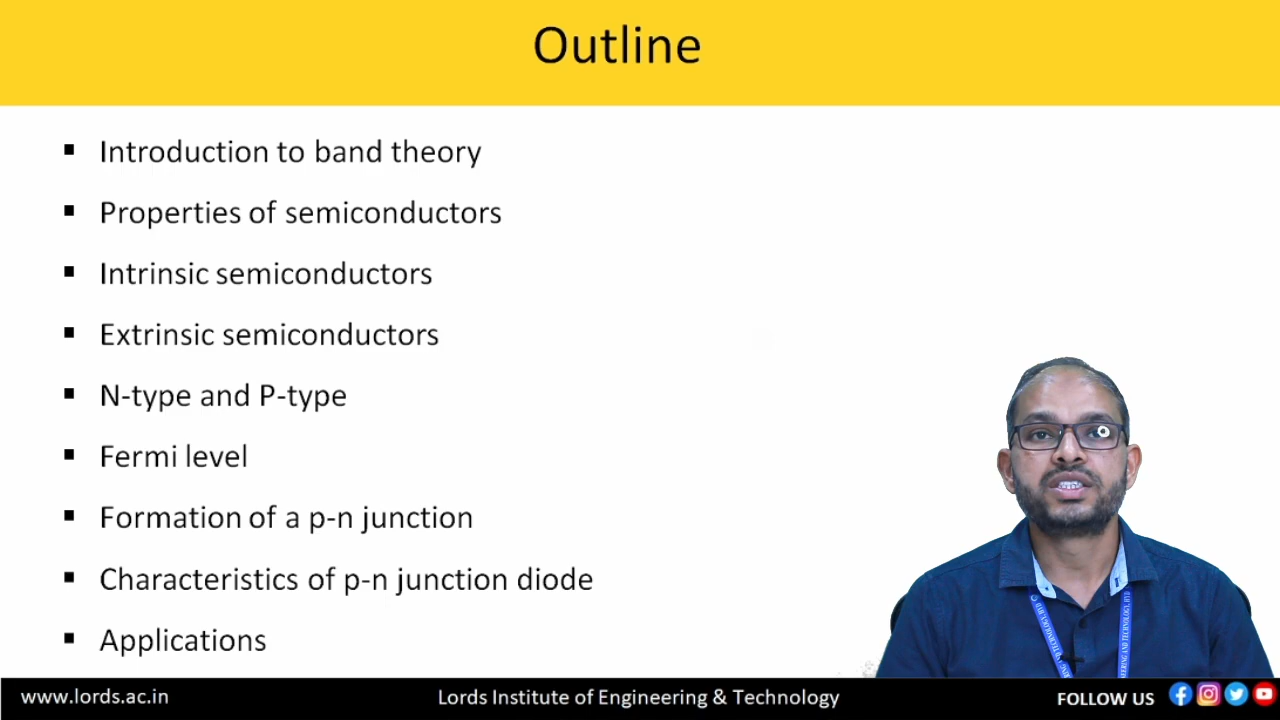 Outline
▪ Introduction to band theory
▪ Properties of semiconductors
▪ Intrinsic semiconductors
▪ Extrinsic semiconductors
▪ N-type and P-type
▪ Fermi level
▪ Formation of a p-n junction
▪ Characteristics of p-n junction diode
▪ Applications
www.lords.ac.in
Lords Institute of Engineering & Technology
FOLLOW US